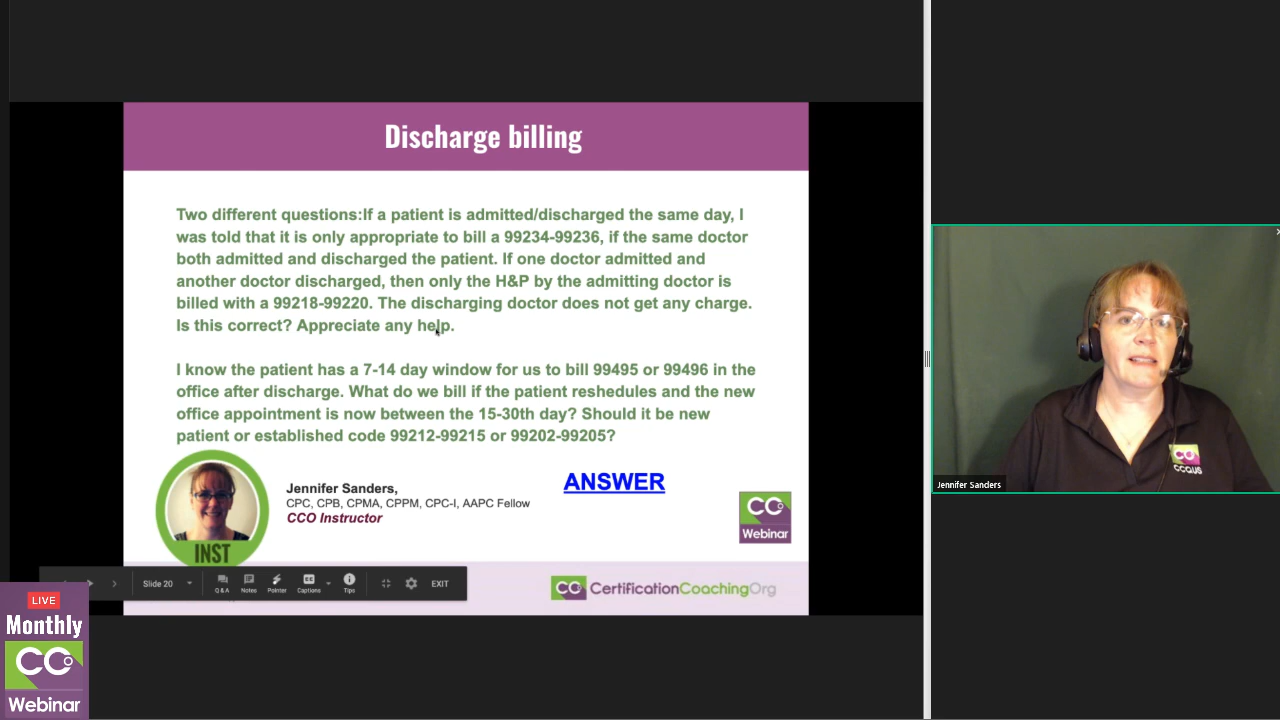 Discharge billing
Two different questions:If a patient is admitted/discharged the same day, I
was told that it is only appropriate to bill a 99234-99236, if the same doctor
both admitted and discharged the patient. If one doctor admitted and
another doctor discharged, then only the H&P by the admitting doctor is
billed with a 99218-99220. The discharging doctor does not get any charge.
Is this correct? Appreciate any help.
I know the patient has a 7-14 day window for us to bill 99495 or 99496 in the
office after discharge. What do we bill if the patient reshedules and the new
office appointment is now between the 15-30th day? Should it be new
patient or established code 99212-99215 or 99202-99205?
INST
Jennifer Sanders,
CPC, CPB, CPMA, CPPM, CPC-I, AAPC Fellow
CCO Instructor
ANSWER
CCO
Webinar
Slide 20
Q & A
Notes
Pointer
CC
Captions
Tips
EXIT
CCO CertificationCoachingOrg
LIVE
Monthly
CCO
Webinar
Jennifer Sanders
CCO.US